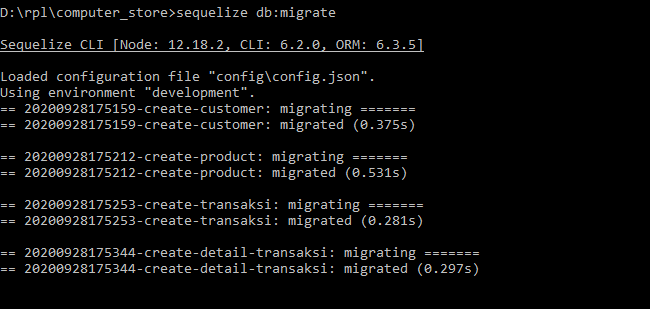 D:\rpl\computer_store>sequelize db:migrate
Sequelize CLI [Node: 12.18.2, CLI: 6.2.0, ORM: 6.3.5]
Loaded configuration file "config\config.json".
Using environment "development".
== 20200928175159-create-customer: migrating =======
== 20200928175159-create-customer: migrated (0.375s)
== 20200928175212-create-product: migrating =======
== 20200928175212-create-product: migrated (0.531s)
== 20200928175253-create-transaksi: migrating =======
== 20200928175253-create-transaksi: migrated (0.281s)
== 20200928175344-create-detail-transaksi: migrating =======
== 20200928175344-create-detail-transaksi: migrated (0.297s)